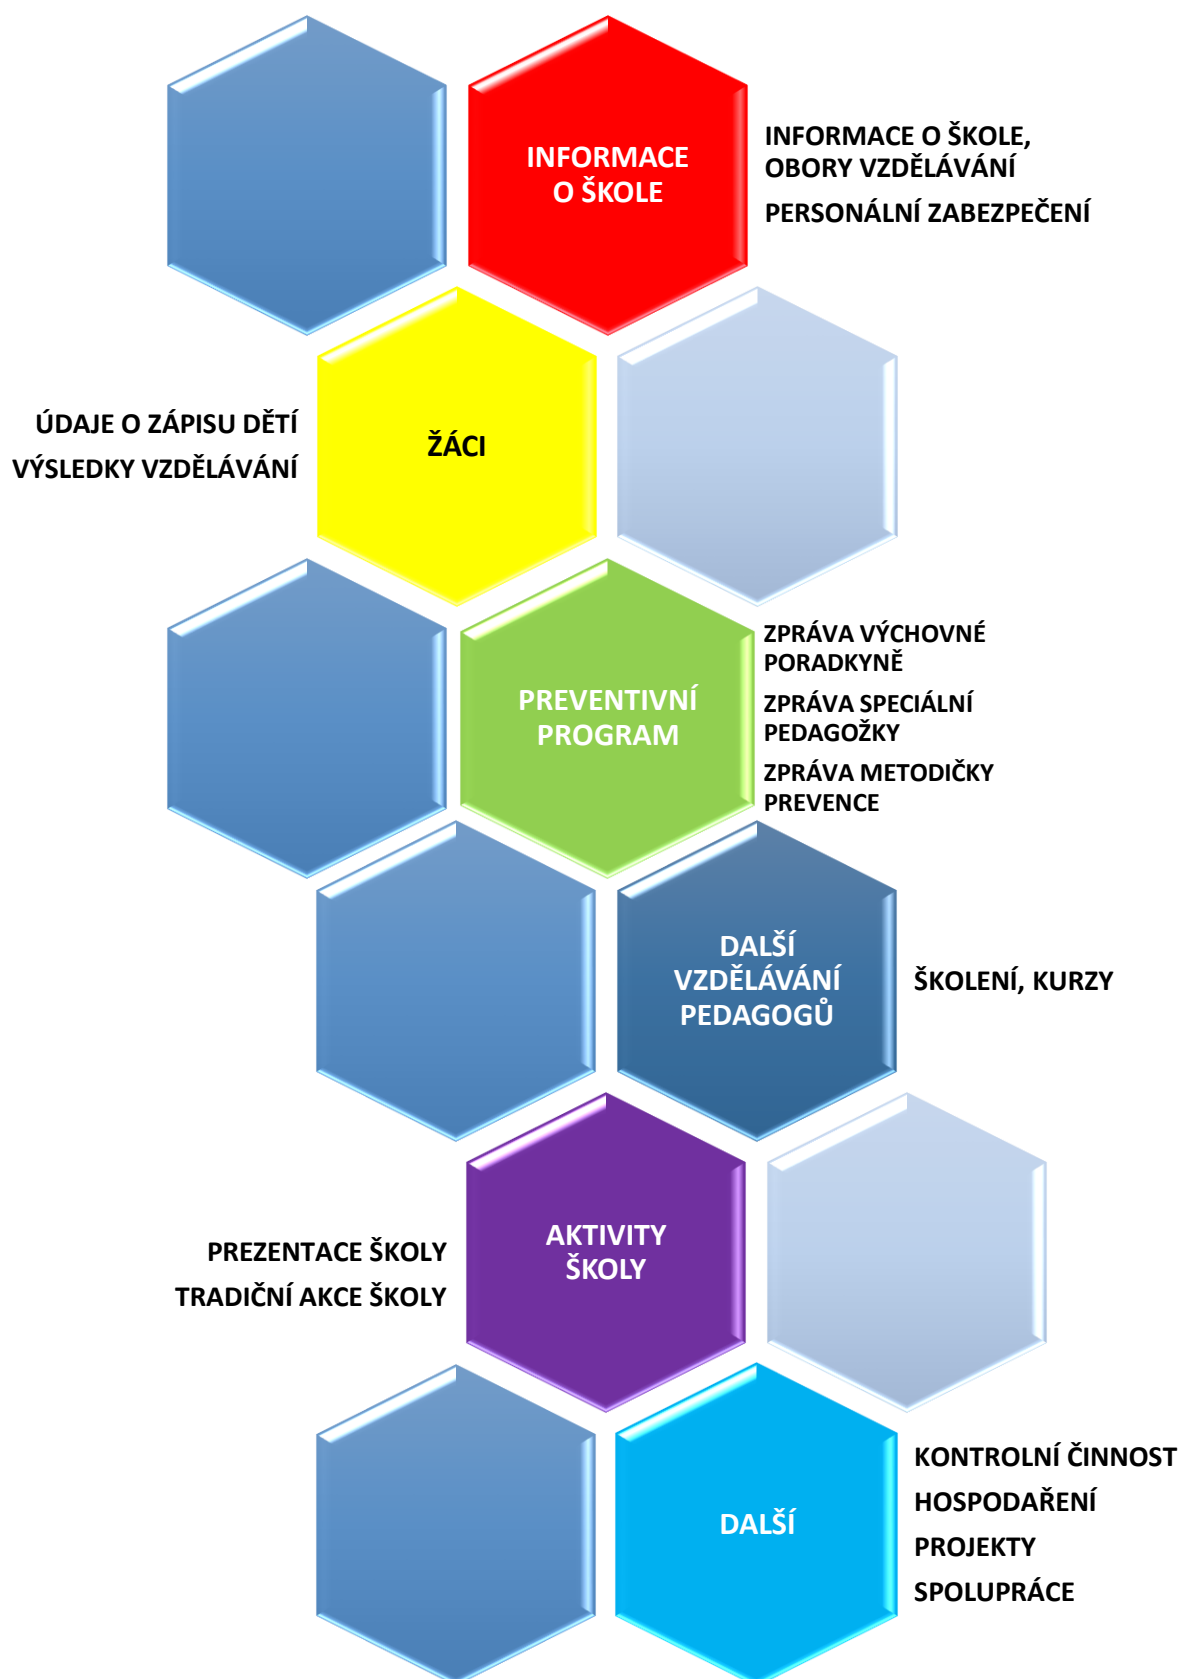 INFORMACE
O ŠKOLE
INFORMACE O ŠKOLE,
OBORY VZDĚLÁVÁNÍ
PERSONÁLNÍ ZABEZPEČENÍ
ÚDAJE O ZÁPISU DĚTÍ
VÝSLEDKY VZDĚLÁVÁNÍ
ŽÁCI
PREVENTIVNÍ
PROGRAM
ZPRÁVA VÝCHOVNÉ
PORADKYNĚ
ZPRÁVA SPECIÁLNÍ
PEDAGOŽKY
ZPRÁVA METODIČKY
PREVENCE
DALŠÍ
VZDĚLÁVÁNÍ
PEDAGOGŮ
ŠKOLENÍ, KURZY
PREZENTACE ŠKOLY
TRADIČNÍ AKCE ŠKOLY
AKTIVITY
ŠKOLY
DALŠÍ
KONTROLNÍ ČINNOST
HOSPODAŘENÍ
PROJEKTY
SPOLUPRÁCE